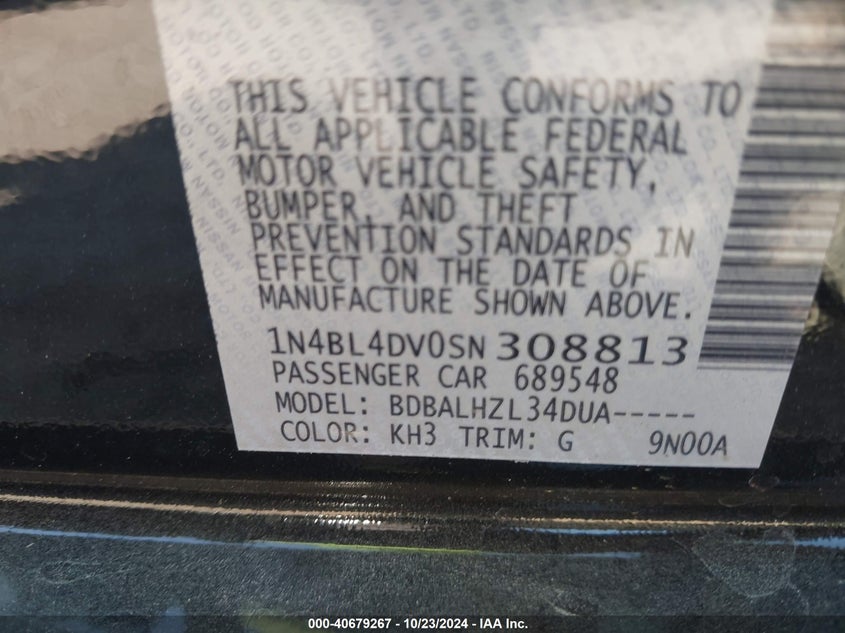 THIS VEHICLE CONFORMS TO
ALL APPLICABLE FEDERAL
MOTOR VEHICLE SAFETY,
BUMPER, AND THEFT
PREVENTION STANDARDS IN
EFFECT ON THE DATE OF
MANUFACTURE SHOWN ABOVE.
1N4BL4DV0SN 308813
PASSENGER CAR 689548
MODEL: BDBALHZL34DUA-----
COLOR: KH3 TRIM: G 9N00A
000-40679267 - 10/23/2024 - IAA Inc.